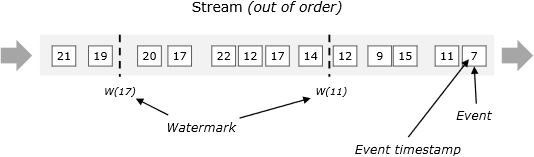 Stream (out of order)
21 19 20 17 22 12 17 14 12 9 15 11 7
W(17) W(11)
Watermark
Event
Event timestamp